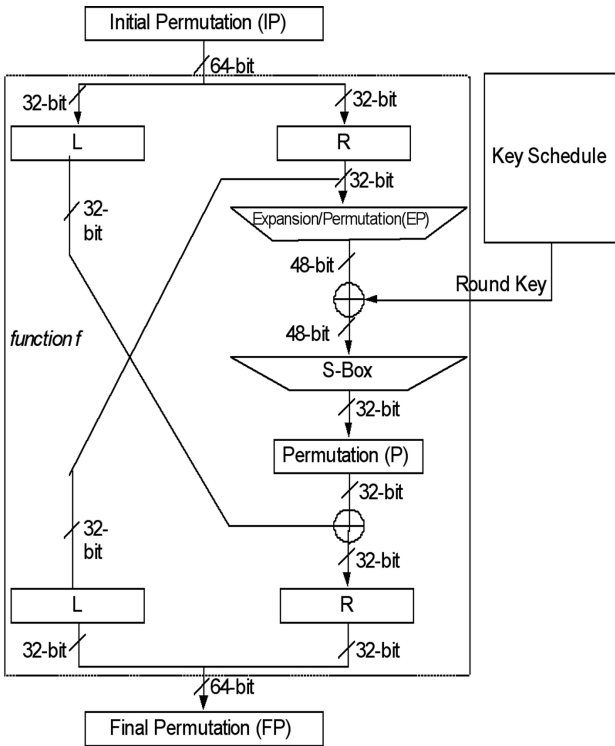 Initial Permutation (IP)
64-bit
32-bit
32-bit
L
R
Key Schedule
32-bit
32-
bit
Expansion/Permutation(EP)
48-bit
Round Key
48-bit
function f
S-Box
32-bit
Permutation (P)
32-bit
32-
bit
32-bit
L
R
32-bit
32-bit
64-bit
Final Permutation (FP)